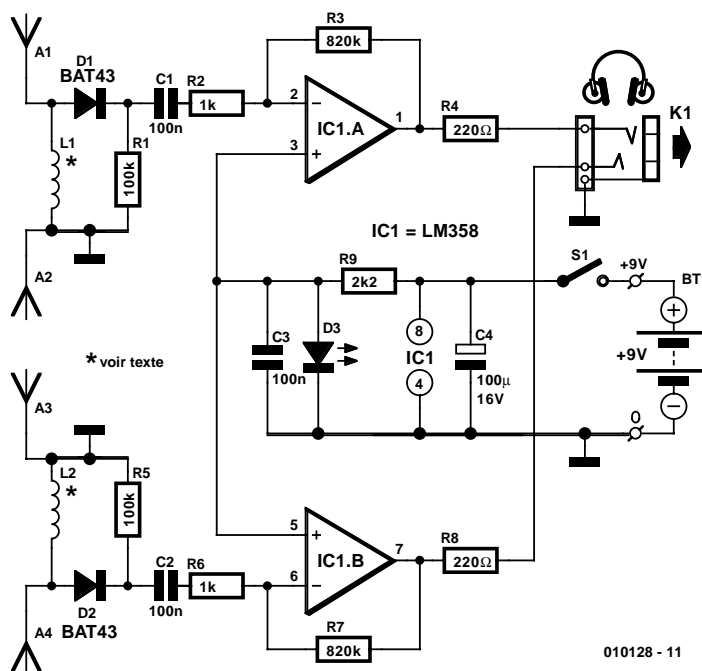 A1
D1
BAT43
C1
100n
R2
1k
R3
820k
2
−
1
3
+
IC1.A
R4
220Ω
K1
L1
*
R1
100k
A2
IC1 = LM358
R9
2k2
S1
+9V
BT
+
8
IC1
4
C3
100n
D3
C4
100µ
16V
+9V
−
0
* voir texte
A3
L2
*
R5
100k
C2
100n
R6
1k
D2
BAT43
A4
5
+
6
−
7
IC1.B
R8
220Ω
R7
820k
010128 - 11